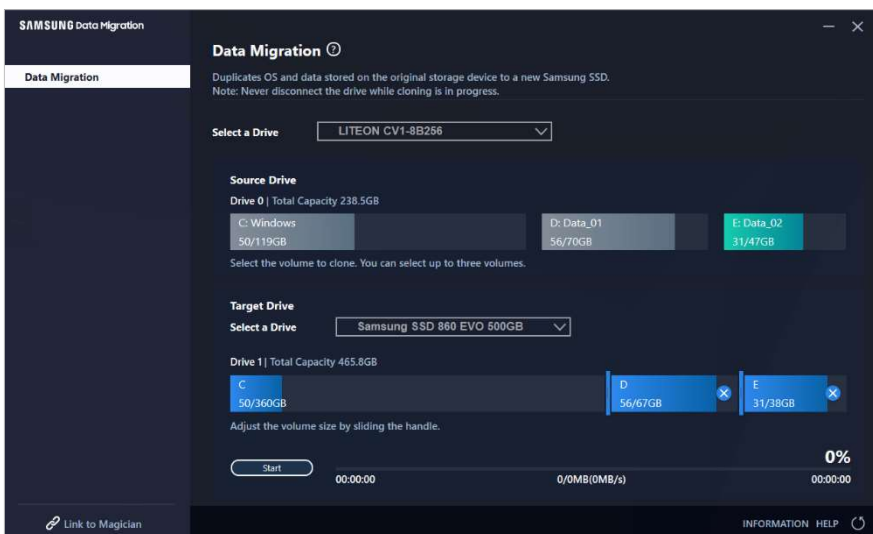 SAMSUNG Data Migration
Data Migration
Data Migration ?
Duplicates OS and data stored on the original storage device to a new Samsung SSD.
Note: Never disconnect the drive while cloning is in progress.
Select a Drive LITEON CV1-8B256
Source Drive
Drive 0 | Total Capacity 238.5GB
C: Windows D: Data_01 E: Data_02
50/119GB 56/70GB 31/47GB
Select the volume to clone. You can select up to three volumes.
Target Drive
Select a Drive Samsung SSD 860 EVO 500GB
Drive 1 | Total Capacity 465.8GB
C D E
50/360GB 56/67GB 31/38GB
Adjust the volume size by sliding the handle.
0%
Start
00:00:00 0/0MB(0MB/s) 00:00:00
Link to Magician INFORMATION HELP